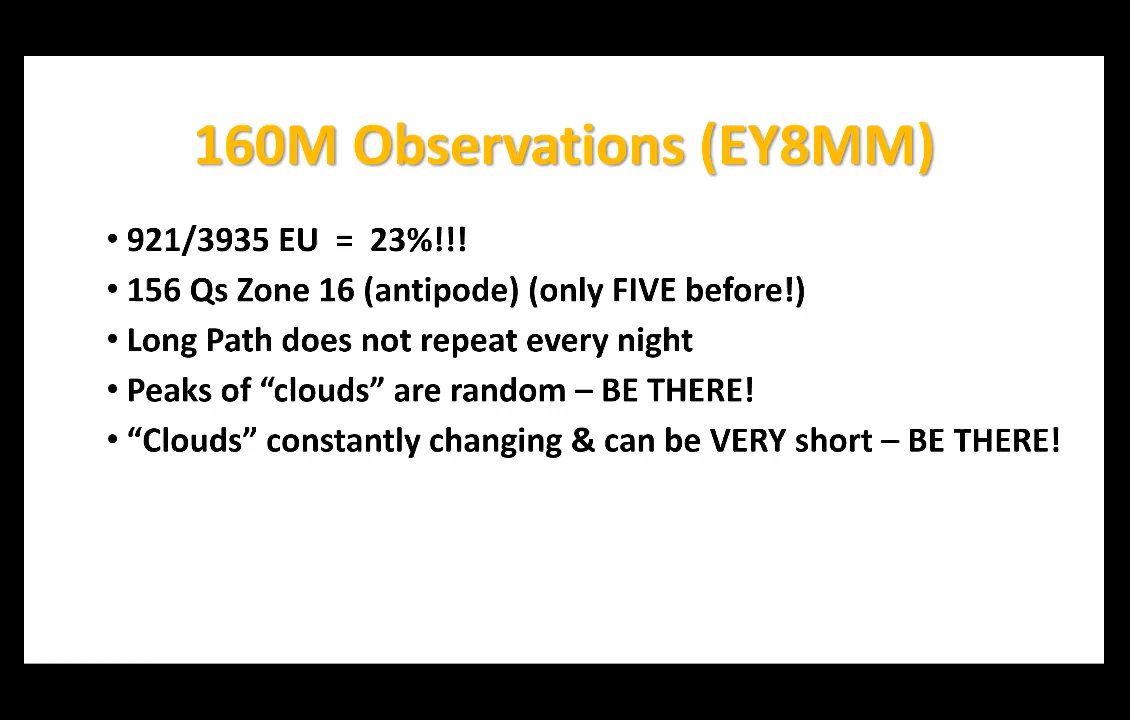 160M Observations (EY8MM)
• 921/3935 EU = 23%!!!
• 156 Qs Zone 16 (antipode) (only FIVE before!)
• Long Path does not repeat every night
• Peaks of “clouds” are random – BE THERE!
• “Clouds” constantly changing & can be VERY short – BE THERE!